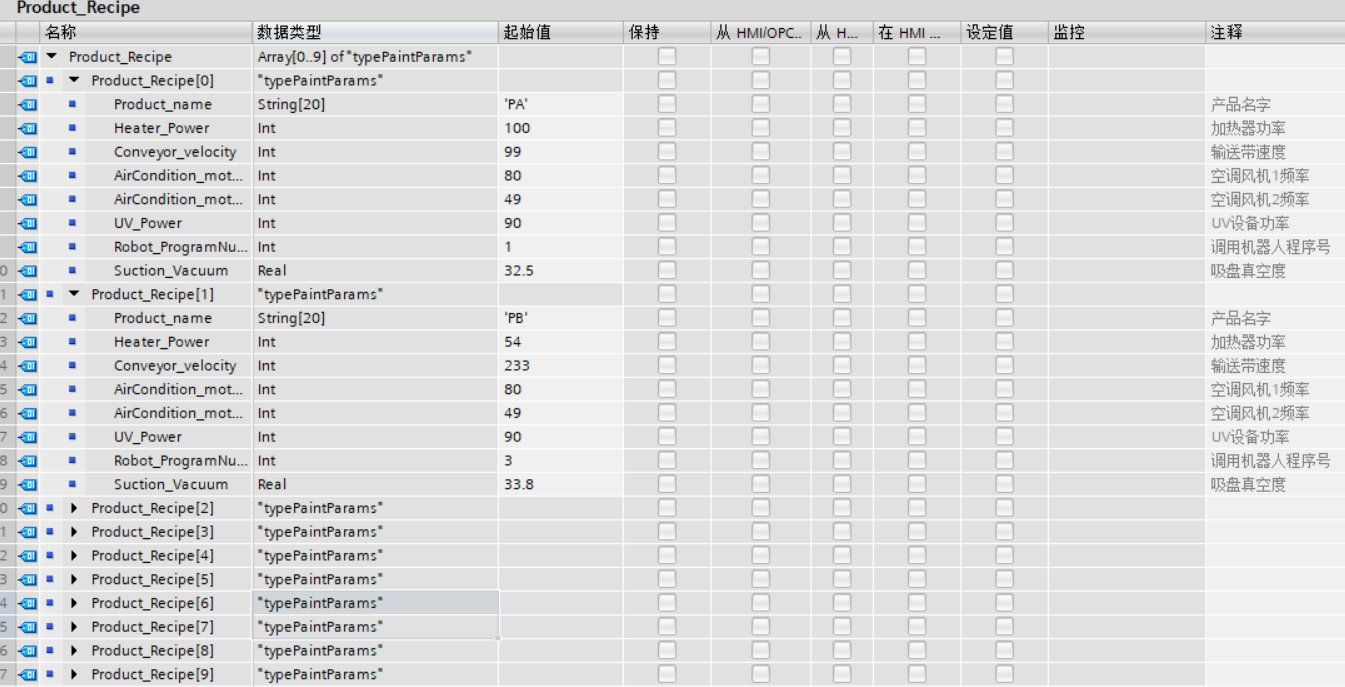 Product_Recipe
名称 数据类型 起始值 保持 从 HMI/OPC.. 从 H... 在 HMI ... 设定值 监控 注释
Product_Recipe Array[0..9] of "typePaintParams"
Product_Recipe[0] "typePaintParams"
Product_name String[20] 'PA' 产品名字
Heater_Power Int 100 加热器功率
Conveyor_velocity Int 99 输送带速度
AirCondition_mot... Int 80 空调风机1频率
AirCondition_mot... Int 49 空调风机2频率
UV_Power Int 90 UV设备功率
Robot_ProgramNu... Int 1 调用机器人程序号
0 Suction_Vacuum Real 32.5 吸盘真空度
1 Product_Recipe[1] "typePaintParams"
2 Product_name String[20] 'PB' 产品名字
3 Heater_Power Int 54 加热器功率
4 Conveyor_velocity Int 233 输送带速度
5 AirCondition_mot... Int 80 空调风机1频率
6 AirCondition_mot... Int 49 空调风机2频率
7 UV_Power Int 90 UV设备功率
8 Robot_ProgramNu... Int 3 调用机器人程序号
9 Suction_Vacuum Real 33.8 吸盘真空度
0 Product_Recipe[2] "typePaintParams"
1 Product_Recipe[3] "typePaintParams"
2 Product_Recipe[4] "typePaintParams"
3 Product_Recipe[5] "typePaintParams"
4 Product_Recipe[6] "typePaintParams"
5 Product_Recipe[7] "typePaintParams"
6 Product_Recipe[8] "typePaintParams"
7 Product_Recipe[9] "typePaintParams"